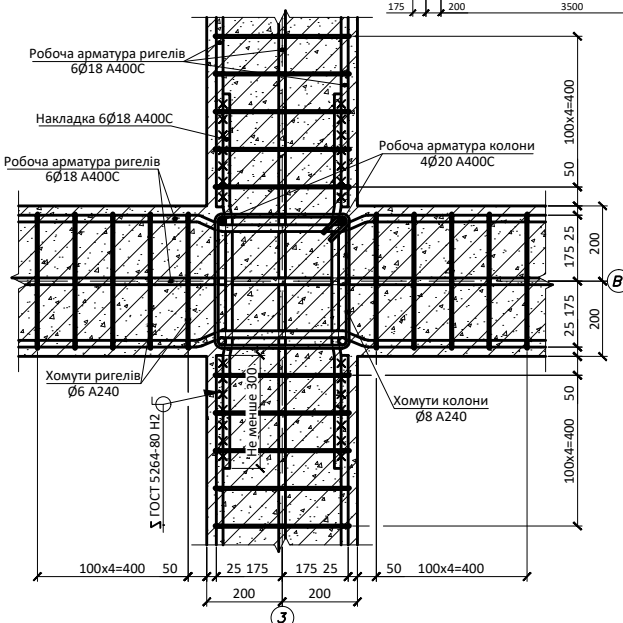 175 200 3500
Робоча арматура ригелів
6Ø18 А400С
Накладка 6Ø18 А400С
Робоча арматура колони
4Ø20 А400С
Робоча арматура ригелів
6Ø18 А400С
100х4=400
50
175 25
200
В
25 175
200
Хомути ригелів
Ø6 А240
Не менше 300
Хомути колони
Ø8 А240
50
100х4=400
ГОСТ 5264-80 Н2
100х4=400 50 25 175 175 25 50 100х4=400
200 200
3